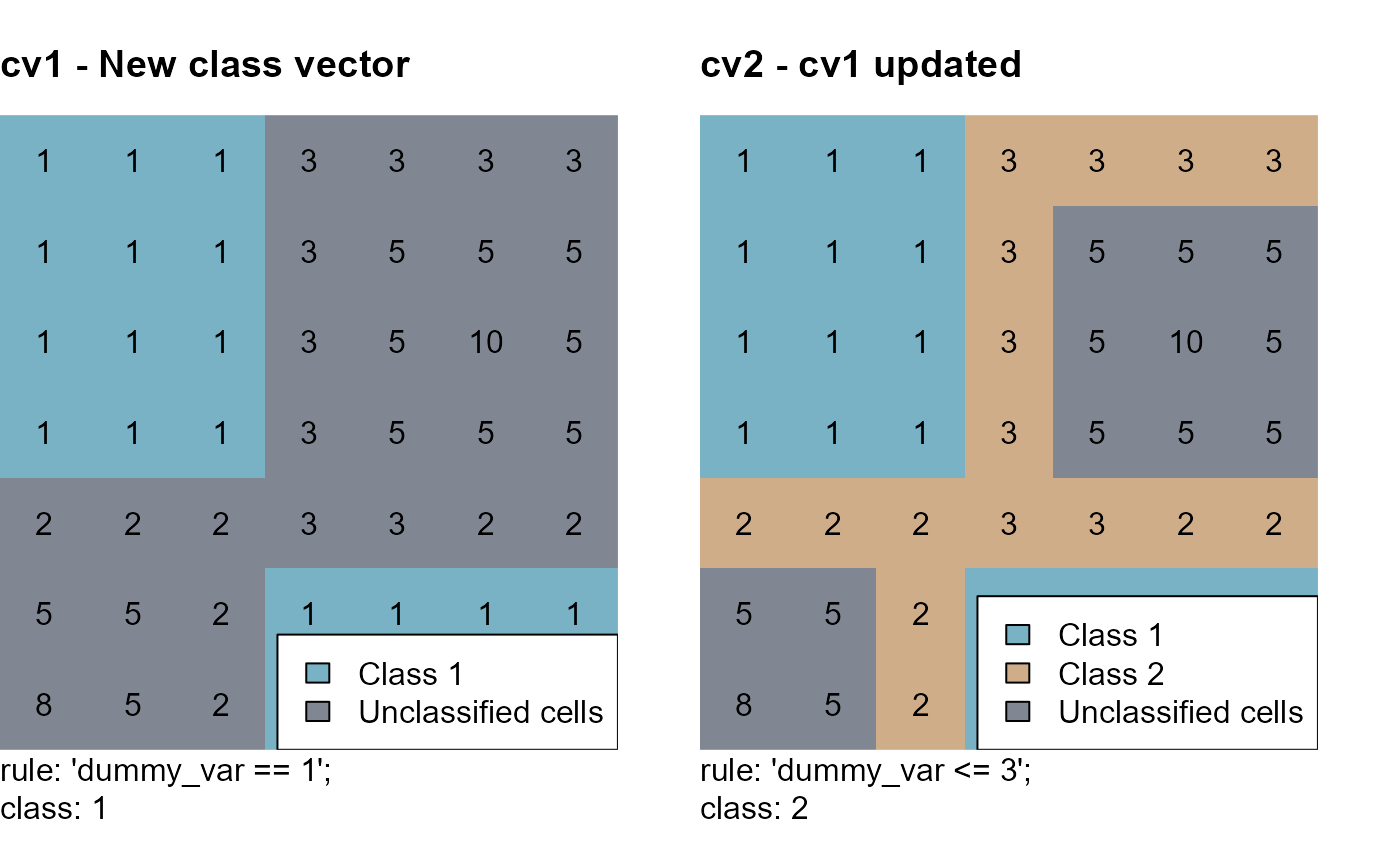 cv1 - New class vector
1 1 1 3 3 3 3
1 1 1 3 5 5 5
1 1 1 3 5 10 5
1 1 1 3 5 5 5
2 2 2 3 3 2 2
5 5 2 1 1 1 1
8 5 2
Class 1
Unclassified cells
rule: 'dummy_var == 1';
class: 1
cv2 - cv1 updated
1 1 1 3 3 3 3
1 1 1 3 5 5 5
1 1 1 3 5 10 5
1 1 1 3 5 5 5
2 2 2 3 3 2 2
5 5 2
8 5 2
Class 1
Class 2
Unclassified cells
rule: 'dummy_var <= 3';
class: 2